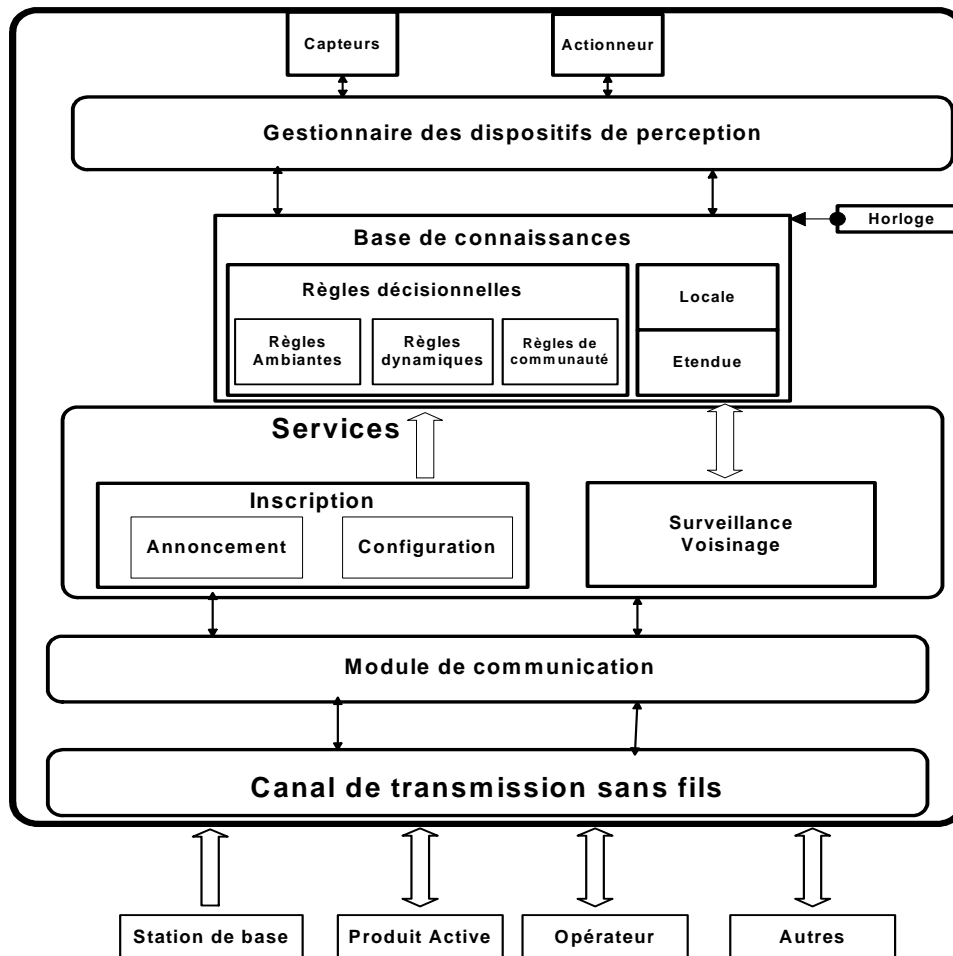 Capteurs
Actionneur
Gestionnaire des dispositifs de perception
Horloge
Base de connaissances
Règles décisionnelles
Locale
Règles
Ambiantes
Règles
dynamiques
Règles de
communauté
Etendue
Services
Inscription
Annoncement
Configuration
Surveillance
Voisinage
Module de communication
Canal de transmission sans fils
Station de base
Produit Active
Opérateur
Autres